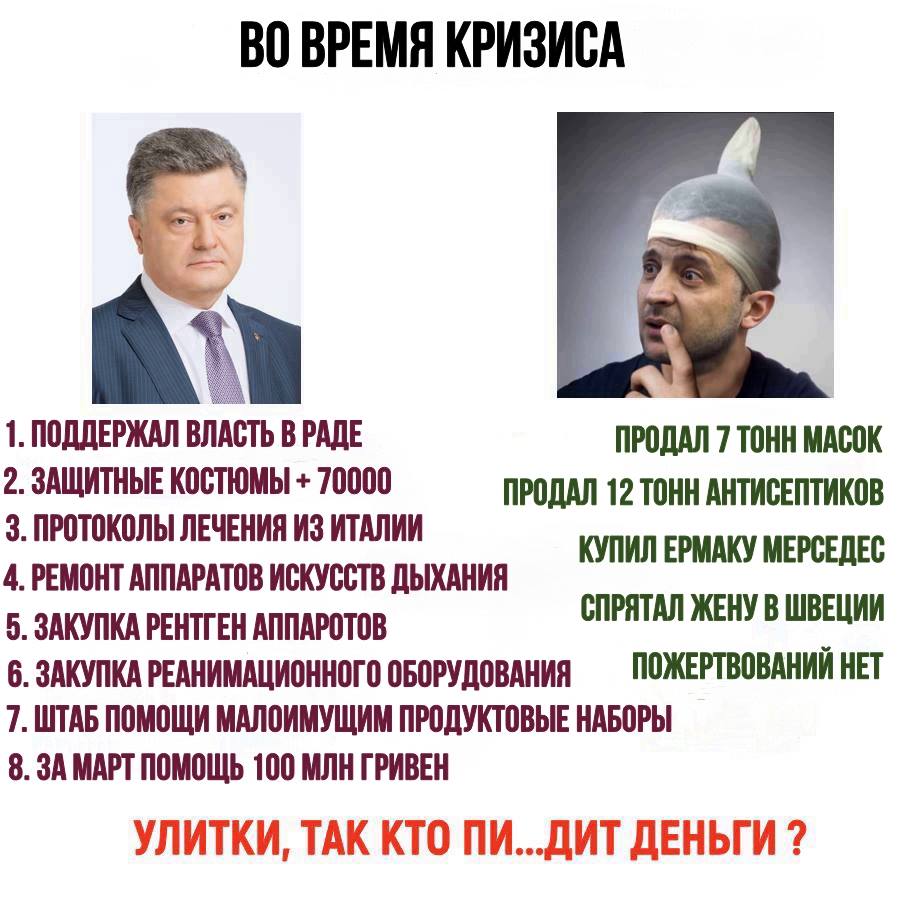 ВО ВРЕМЯ КРИЗИСА
1. ПОДДЕРЖАЛ ВЛАСТЬ В РАДЕ
2. ЗАЩИТНЫЕ КОСТЮМЫ + 70000
3. ПРОТОКОЛЫ ЛЕЧЕНИЯ ИЗ ИТАЛИИ
4. РЕМОНТ АППАРАТОВ ИСКУССТВ ДЫХАНИЯ
5. ЗАКУПКА РЕНТГЕН АППАРОТОВ
6. ЗАКУПКА РЕАНИМАЦИОННОГО ОБОРУДОВАНИЯ
7. ШТАБ ПОМОЩИ МАЛОИМУЩИМ ПРОДУКТОВЫЕ НАБОРЫ
8. ЗА МАРТ ПОМОЩЬ 100 МЛН ГРИВЕН
ПРОДАЛ 7 ТОНН МАСОК
ПРОДАЛ 12 ТОНН АНТИСЕПТИКОВ
КУПИЛ ЕРМАКУ МЕРСЕДЕС
СПРЯТАЛ ЖЕНУ В ШВЕЦИИ
ПОЖЕРТВОВАНИЙ НЕТ
УЛИТКИ, ТАК КТО ПИ...ДИТ ДЕНЬГИ ?